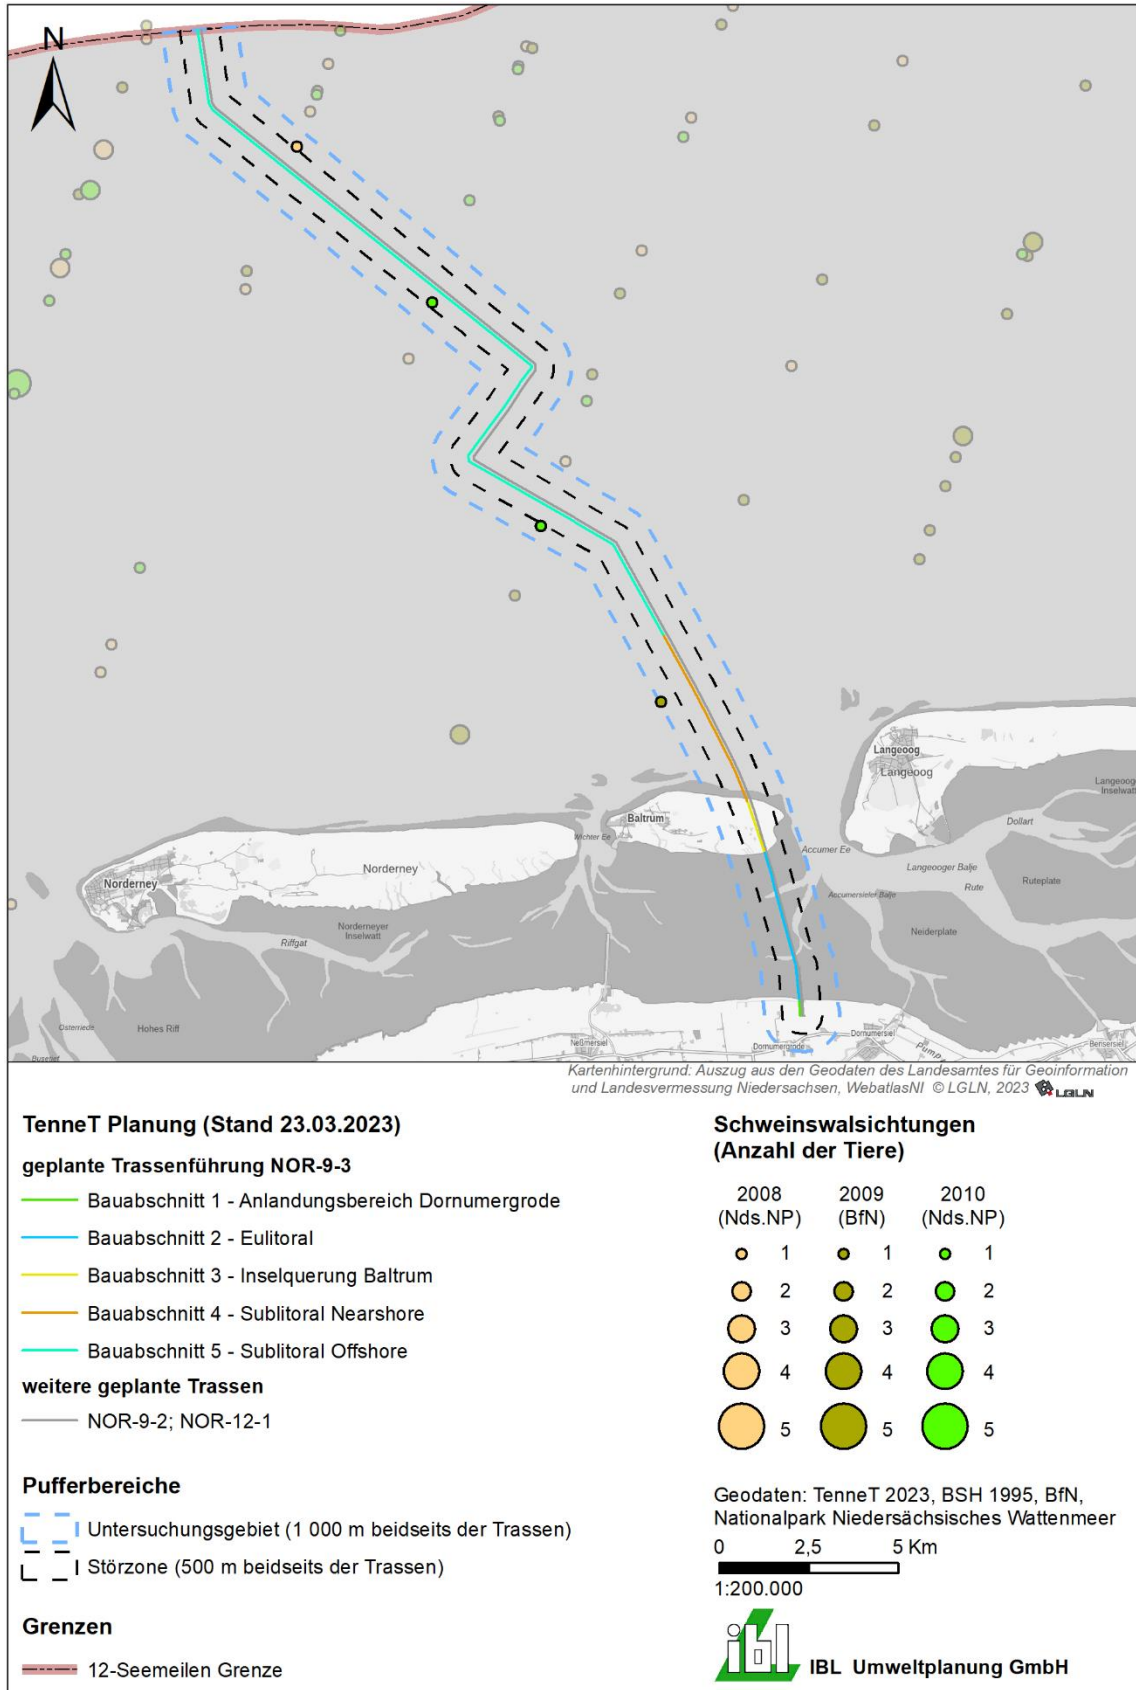 N
Langeoog
Langeoog
Langeooger
Inselwatt
Dollart
Baltrum
Wichter Ee
Accumer Ee
Langeooger Balje
Rute
Ruteplate
Accumersieler Balje
Neiderplate
Norderney
Norderney
Norderneyer
Inselwatt
Riffgat
Osterriede
Hohes Riff
Neßmersiel
Dornumergrode
Dornumersiel
Bensersiel
Kartenhintergrund: Auszug aus den Geodaten des Landesamtes für Geoinformation
und Landesvermessung Niedersachsen, WebatlasNI © LGLN, 2023 LGLN
TenneT Planung (Stand 23.03.2023)
geplante Trassenführung NOR-9-3
Bauabschnitt 1 - Anlandungsbereich Dornumergrode
Bauabschnitt 2 - Eulitoral
Bauabschnitt 3 - Inselquerung Baltrum
Bauabschnitt 4 - Sublitoral Nearshore
Bauabschnitt 5 - Sublitoral Offshore
weitere geplante Trassen
NOR-9-2; NOR-12-1
Pufferbereiche
Untersuchungsgebiet (1 000 m beidseits der Trassen)
Störzone (500 m beidseits der Trassen)
Grenzen
12-Seemeilen Grenze
Schweinswalsichtungen
(Anzahl der Tiere)
2008 2009 2010
(Nds.NP) (BfN) (Nds.NP)
1 1 1
2 2 2
3 3 3
4 4 4
5 5 5
Geodaten: TenneT 2023, BSH 1995, BfN,
Nationalpark Niedersächsisches Wattenmeer
0 2,5 5 Km
1:200.000
ibl IBL Umweltplanung GmbH